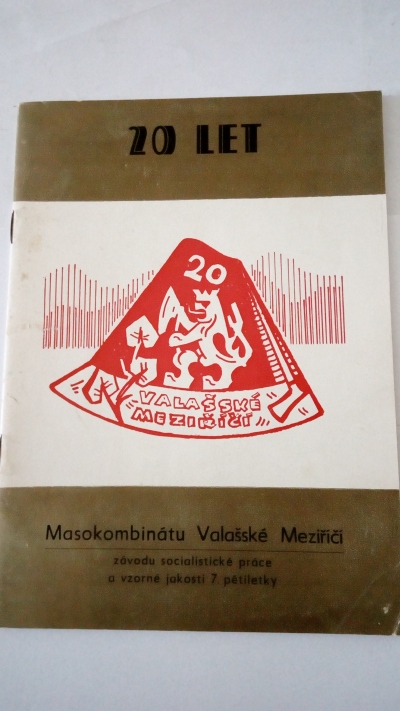 20 LET
20
VALAŠSKÉ
MEZIŘÍČÍ
Masokombinátu Valašské Meziříčí
závodu socialistické práce
a vzorné jakosti 7. pětiletky